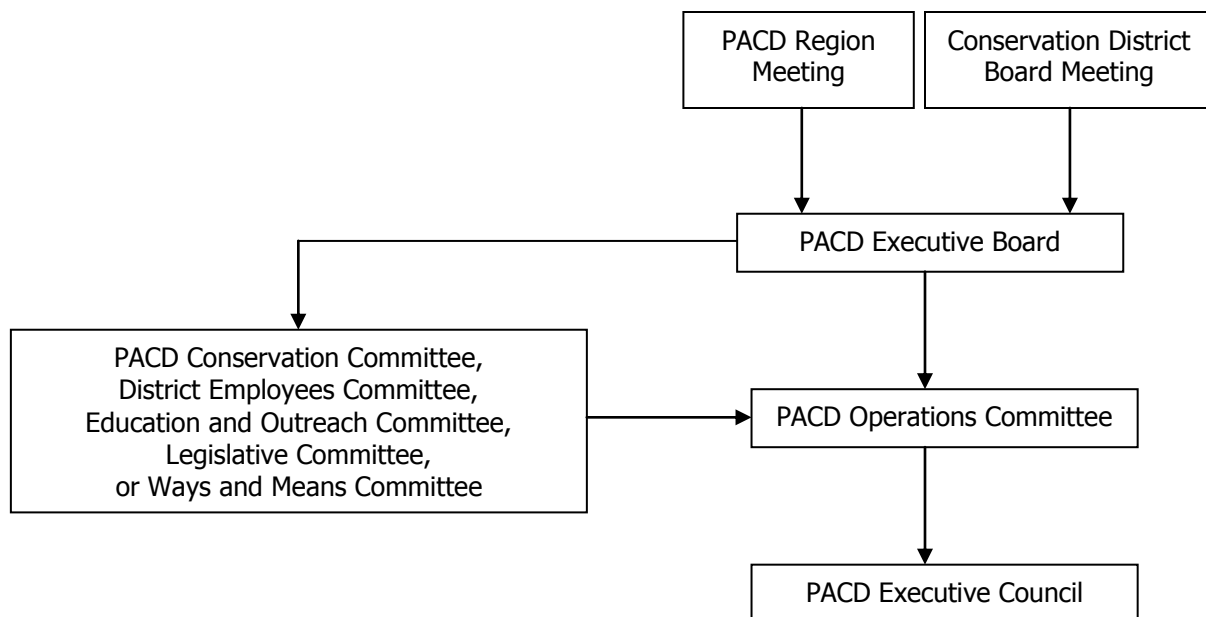 PACD Region
Meeting
Conservation District
Board Meeting
PACD Executive Board
PACD Conservation Committee,
District Employees Committee,
Education and Outreach Committee,
Legislative Committee,
or Ways and Means Committee
PACD Operations Committee
PACD Executive Council